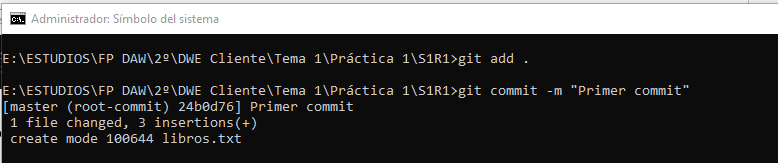 Administrador: Símbolo del sistema
E:\ESTUDIOS\FP DAW\2º\DWE Cliente\Tema 1\Práctica 1\S1R1>git add .
E:\ESTUDIOS\FP DAW\2º\DWE Cliente\Tema 1\Práctica 1\S1R1>git commit -m "Primer commit"
[master (root-commit) 24b0d76] Primer commit
 1 file changed, 3 insertions(+)
 create mode 100644 libros.txt